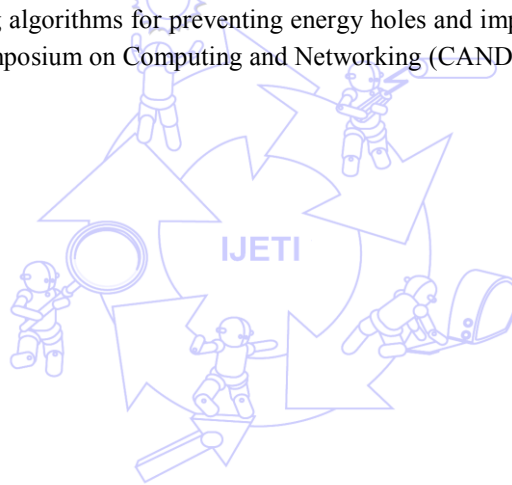 algorithms for preventing energy holes and imp
posium on Computing and Networking (CAND
IJETI